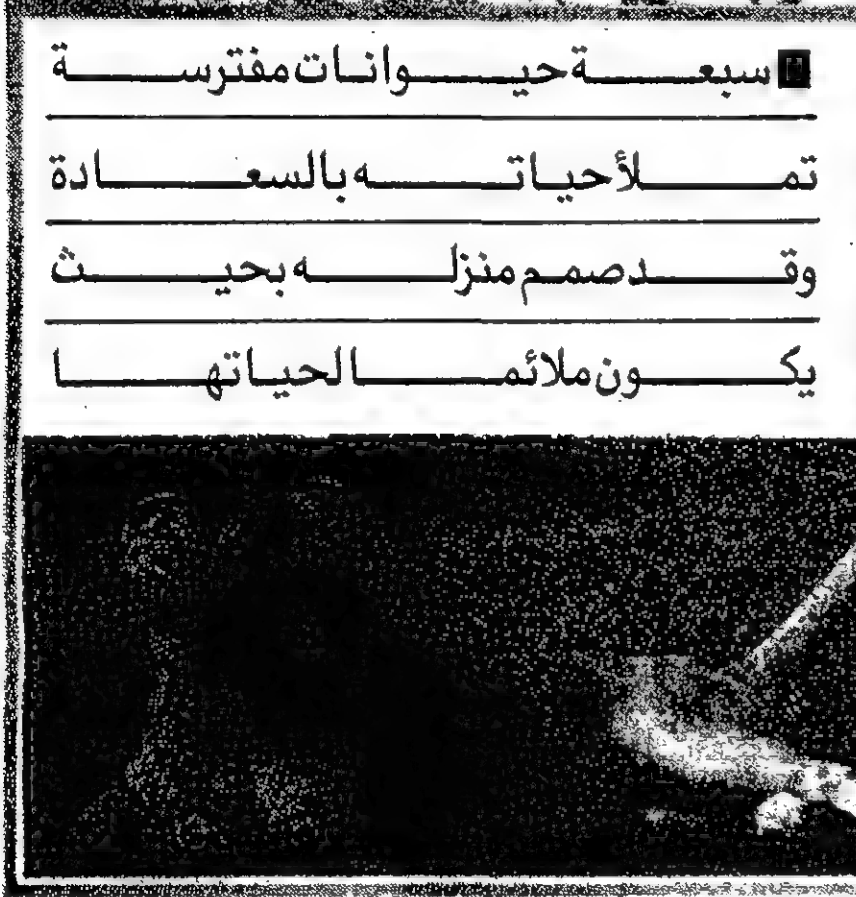 سبعة حيوانات مفترسة
تملأ حياته بالسعادة
وقد صمم منزله بحيث
يكون ملائما لحياتها